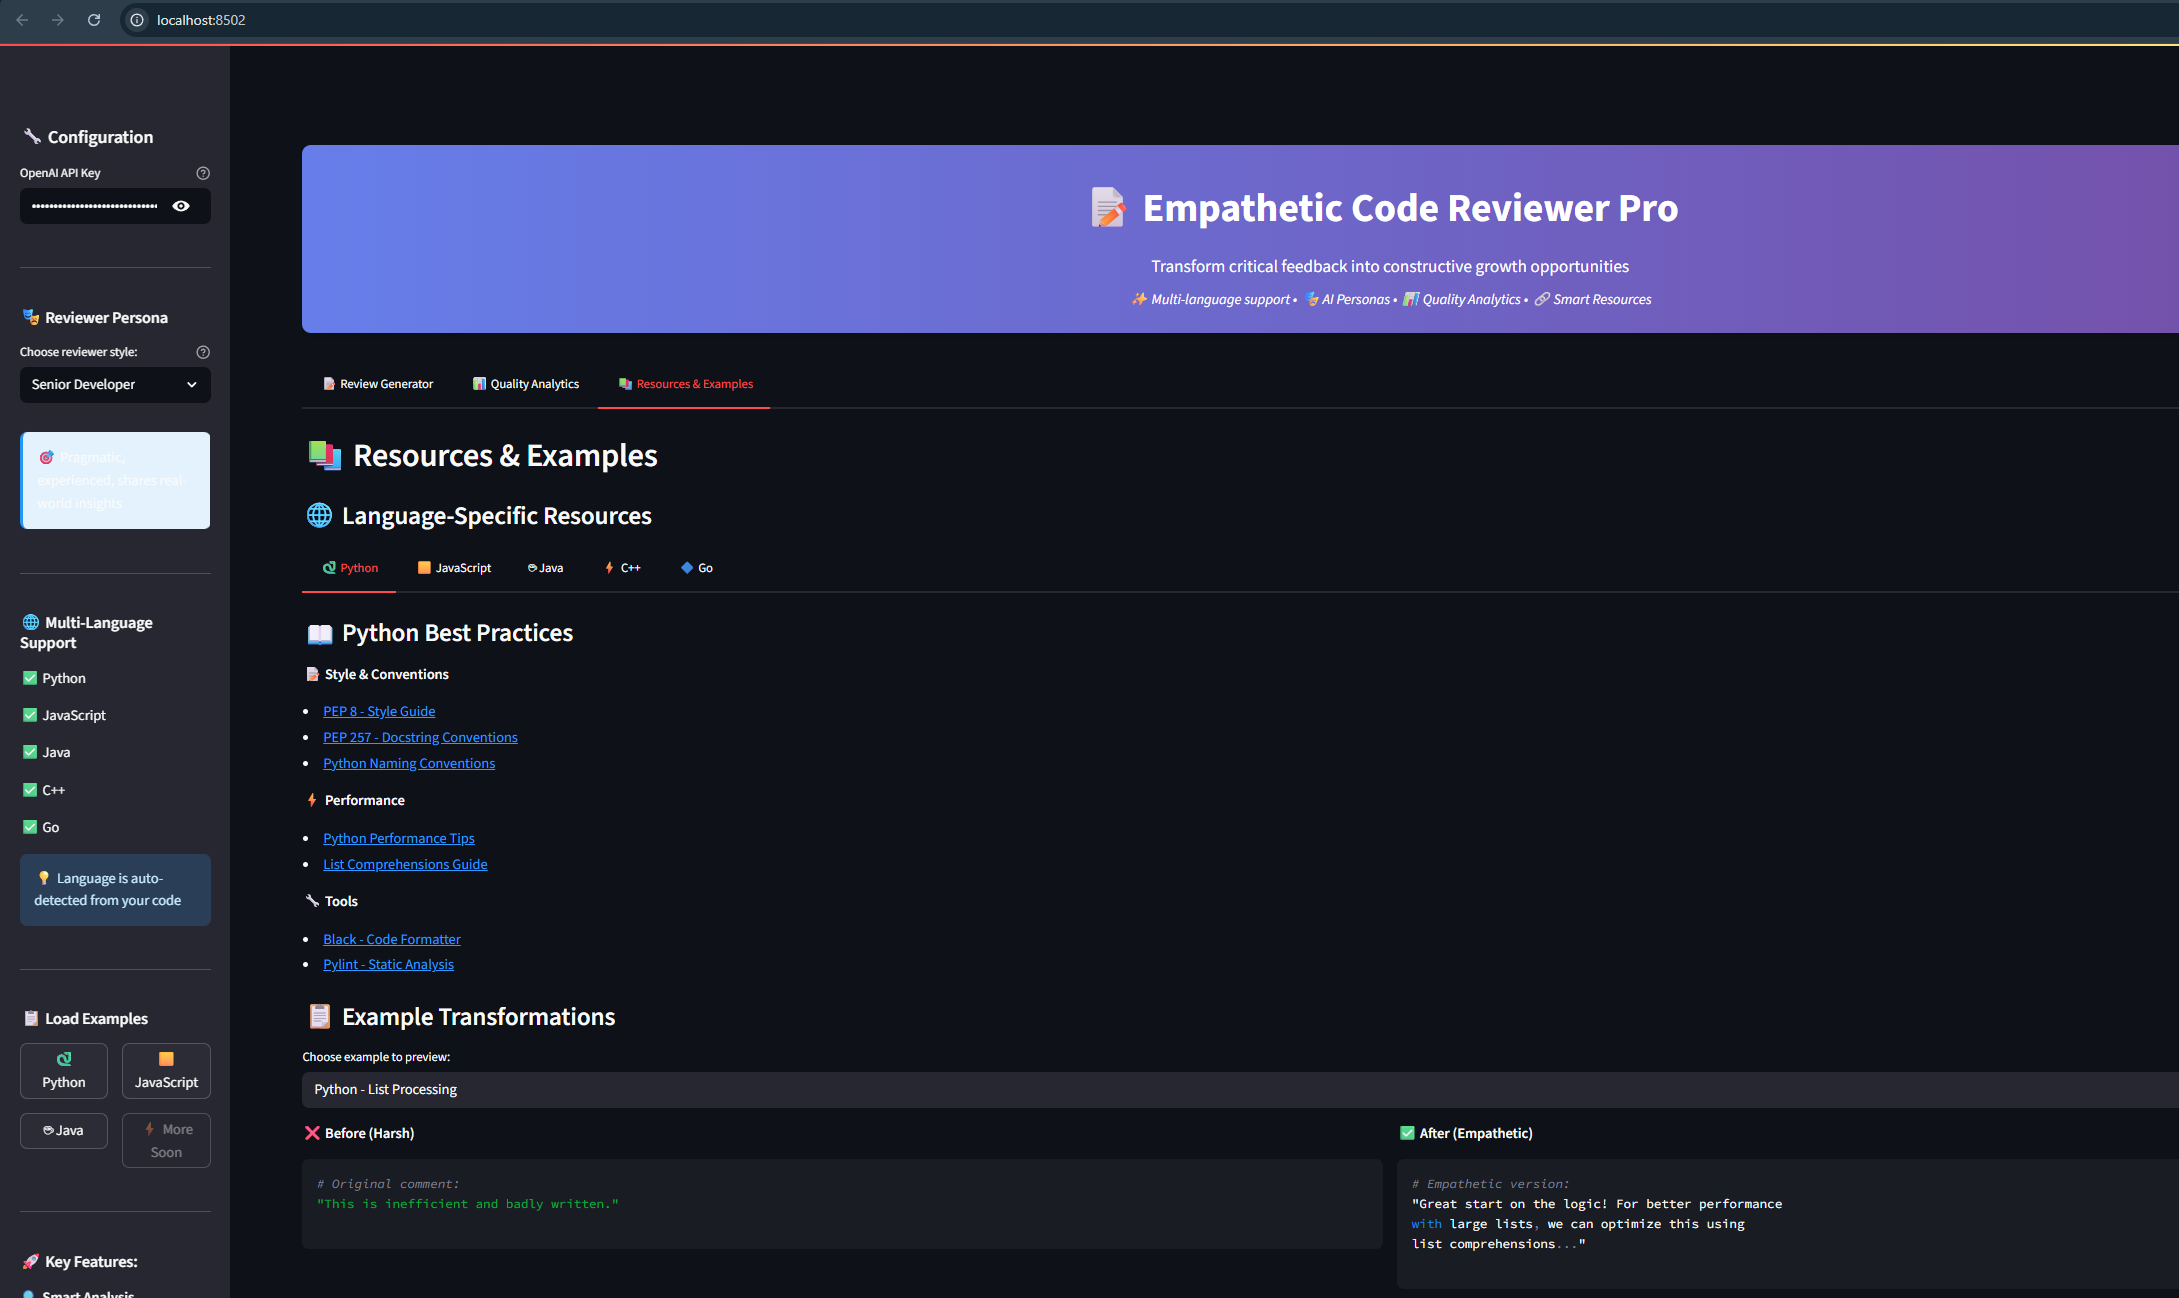 localhost:8502
Configuration
OpenAI API Key
Reviewer Persona
Choose reviewer style:
Senior Developer
Pragmatic,
experienced, shares real-
world insights
Multi-Language
Support
Python
JavaScript
Java
C++
Go
Language is auto-
detected from your code
Load Examples
Python
JavaScript
Java
More
Soon
Key Features:
Smart Analysis
Empathetic Code Reviewer Pro
Transform critical feedback into constructive growth opportunities
Multi-language support • AI Personas • Quality Analytics • Smart Resources
Review Generator
Quality Analytics
Resources & Examples
Resources & Examples
Language-Specific Resources
Python
JavaScript
Java
C++
Go
Python Best Practices
Style & Conventions
• PEP 8 - Style Guide
• PEP 257 - Docstring Conventions
• Python Naming Conventions
Performance
• Python Performance Tips
• List Comprehensions Guide
Tools
• Black - Code Formatter
• Pylint - Static Analysis
Example Transformations
Choose example to preview:
Python - List Processing
Before (Harsh)
# Original comment:
"This is inefficient and badly written."
After (Empathetic)
# Empathetic version:
"Great start on the logic! For better performance
with large lists, we can optimize this using
list comprehensions..."